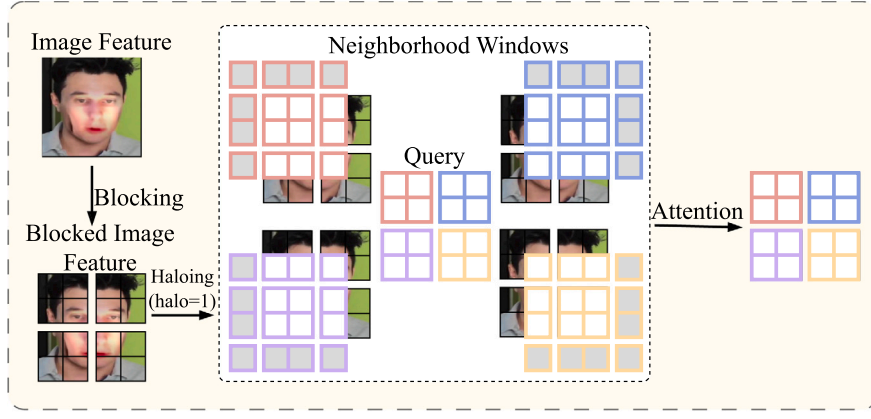 Image Feature
Neighborhood Windows
Query
Blocking
Attention
Blocked Image
Feature
Haloing
(halo=1)